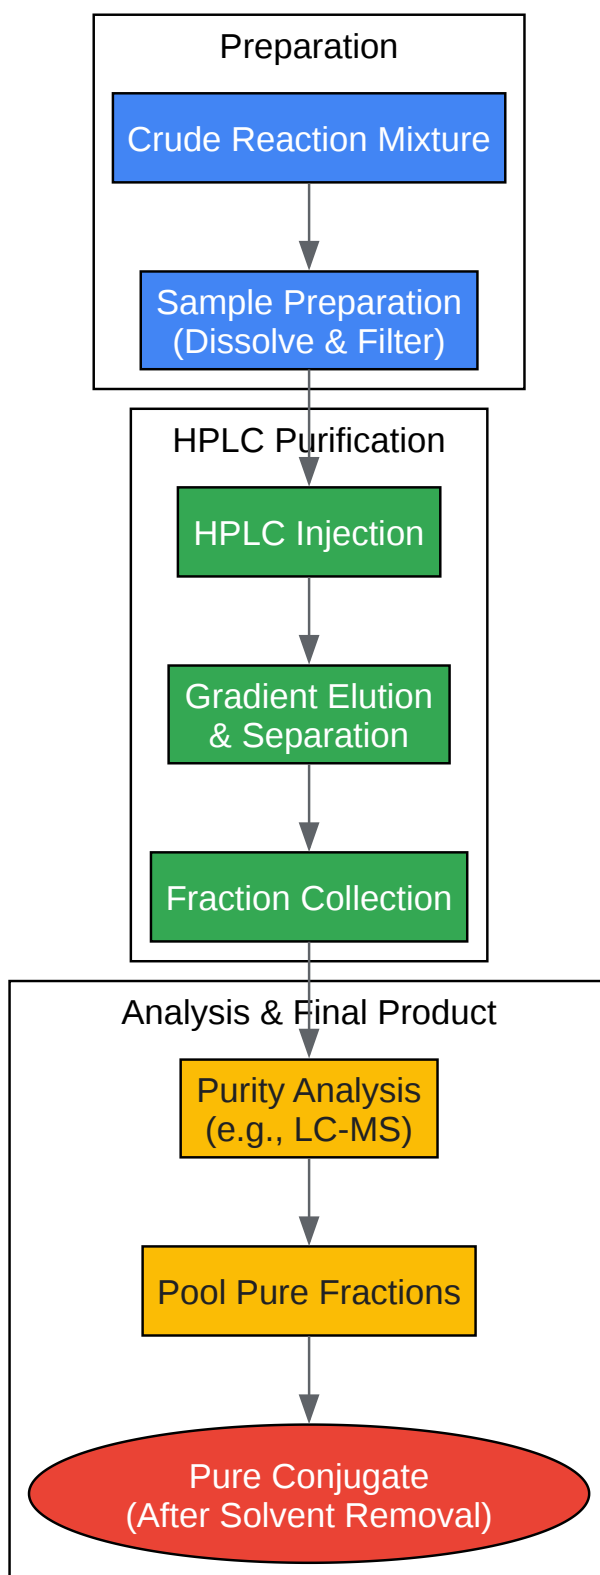 Preparation
Crude Reaction Mixture
Sample Preparation
(Dissolve & Filter)
HPLC Purification
HPLC Injection
Gradient Elution
& Separation
Fraction Collection
Analysis & Final Product
Purity Analysis
(e.g., LC-MS)
Pool Pure Fractions
Pure Conjugate
(After Solvent Removal)